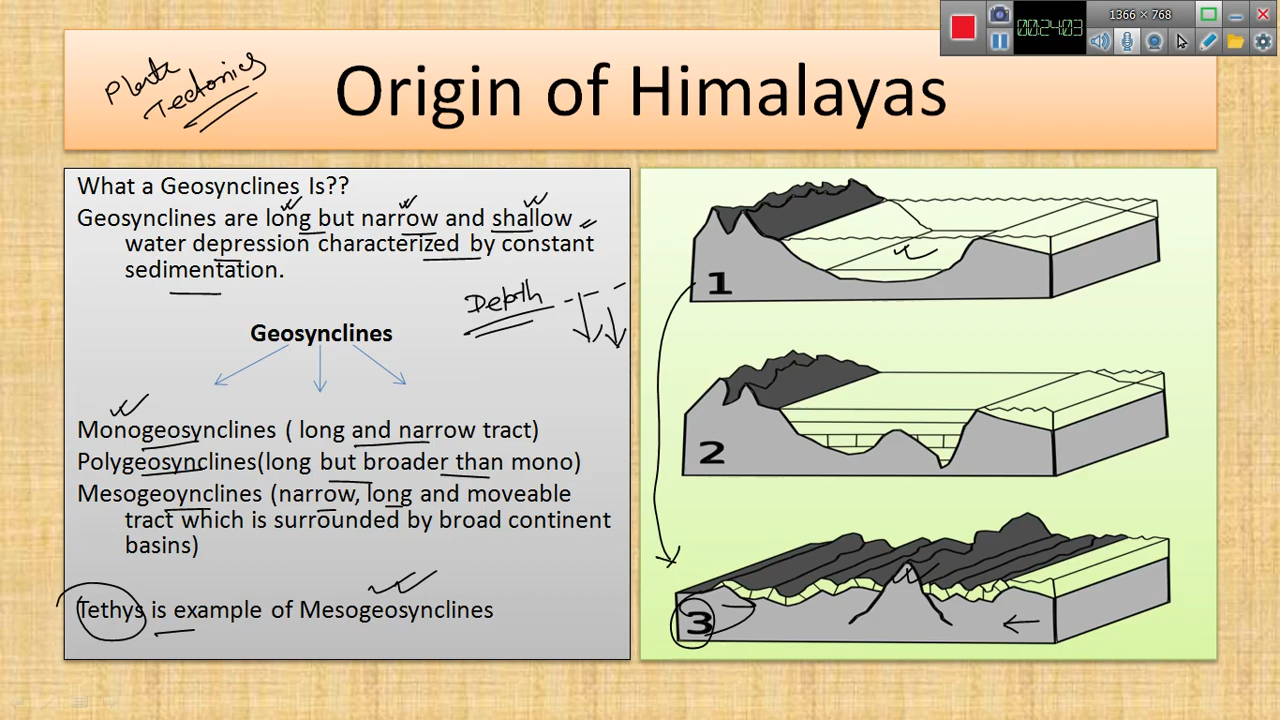 1366 × 768
00:24:03
Plate
Tectonics
Origin of Himalayas
What a Geosynclines Is??
Geosynclines are long but narrow and shallow
water depression characterized by constant
sedimentation.
Depth
Geosynclines
Monogeosynclines ( long and narrow tract)
Polygeosynclines(long but broader than mono)
Mesogeoynclines (narrow, long and moveable
tract which is surrounded by broad continent
basins)
Tethys is example of Mesogeosynclines
1
2
3